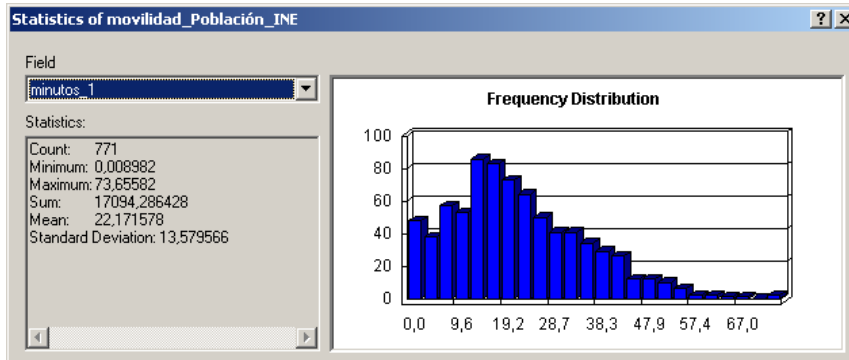 Statistics of movilidad_Población_INE
Field
minutos_1
Statistics:
Count: 771
Minimum: 0,008982
Maximum: 73,65582
Sum: 17094,286428
Mean: 22,171578
Standard Deviation: 13,579566
Frequency Distribution
100
80
60
40
20
0
0,0 9,6 19,2 28,7 38,3 47,9 57,4 67,0